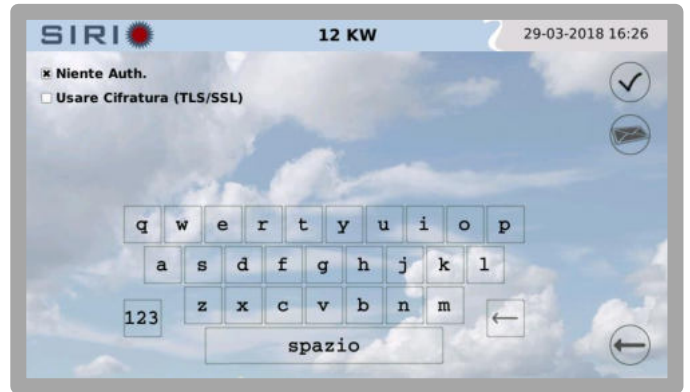 SIRI 12 KW 29-03-2018 16:26
Niente Auth.
Usare Cifratura (TLS/SSL)
q w e r t y u i o p
a s d f g h j k l
123 z x c v b n m ←
spazio